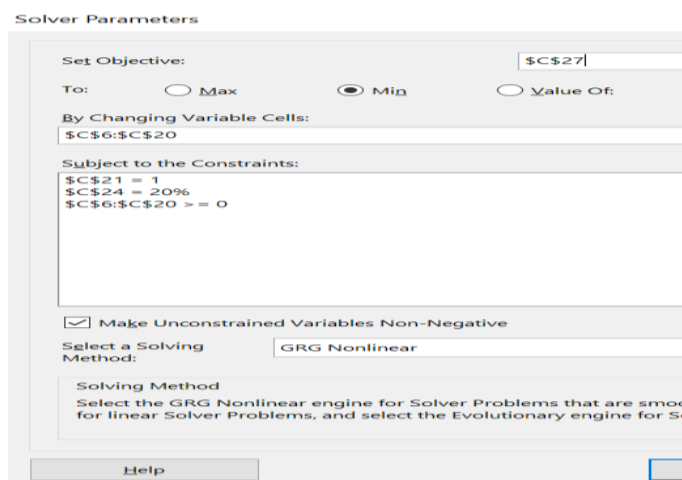 Solver Parameters
Set Objective: $C$27
To: Max Min Value Of:
By Changing Variable Cells:
$C$6:$C$20
Subject to the Constraints:
$C$21 = 1
$C$24 = 20%
$C$6:$C$20 >= 0
Make Unconstrained Variables Non-Negative
Select a Solving GRG Nonlinear
Method:
Solving Method
Select the GRG Nonlinear engine for Solver Problems that are
for linear Solver Problems, and select the Evolutionary engine for
Help